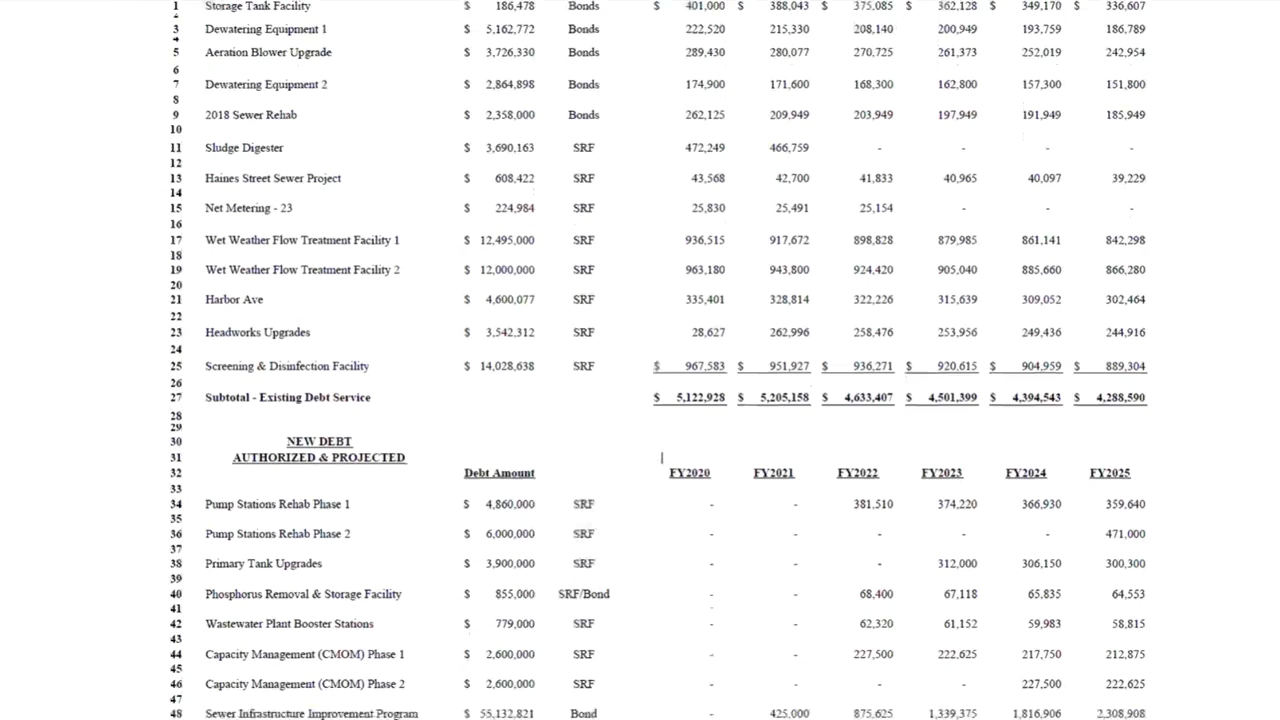 1 Storage Tank Facility $ 186,478 Bonds $ 401,000 $ 388,043 $ 375,085 $ 362,128 $ 349,170 $ 336,607
2
3 Dewatering Equipment 1 $ 5,162,772 Bonds 222,520 215,330 208,140 200,949 193,759 186,789
4
5 Aeration Blower Upgrade $ 3,726,330 Bonds 289,430 280,077 270,725 261,373 252,019 242,954
6
7 Dewatering Equipment 2 $ 2,864,898 Bonds 174,900 171,600 168,300 162,800 157,300 151,800
8
9 2018 Sewer Rehab $ 2,358,000 Bonds 262,125 209,949 203,949 197,949 191,949 185,949
10
11 Sludge Digester $ 3,690,163 SRF 472,249 466,759 - - - -
12
13 Haines Street Sewer Project $ 608,422 SRF 43,568 42,700 41,833 40,965 40,097 39,229
14
15 Net Metering - 23 $ 224,984 SRF 25,830 25,491 25,154 - - -
16
17 Wet Weather Flow Treatment Facility 1 $ 12,495,000 SRF 936,515 917,672 898,828 879,985 861,141 842,298
18
19 Wet Weather Flow Treatment Facility 2 $ 12,000,000 SRF 963,180 943,800 924,420 905,040 885,660 866,280
20
21 Harbor Ave $ 4,600,077 SRF 335,401 328,814 322,226 315,639 309,052 302,464
22
23 Headworks Upgrades $ 3,542,312 SRF 28,627 262,996 258,476 253,956 249,436 244,916
24
25 Screening & Disinfection Facility $ 14,028,638 SRF $ 967,583 $ 951,927 $ 936,271 $ 920,615 $ 904,959 $ 889,304
26
27 Subtotal - Existing Debt Service $ 5,122,928 $ 5,205,158 $ 4,633,407 $ 4,501,399 $ 4,394,543 $ 4,288,590
28
29
30 NEW DEBT
31 AUTHORIZED & PROJECTED
32 Debt Amount FY2020 FY2021 FY2022 FY2023 FY2024 FY2025
33
34 Pump Stations Rehab Phase 1 $ 4,860,000 SRF - - 381,510 374,220 366,930 359,640
35
36 Pump Stations Rehab Phase 2 $ 6,000,000 SRF - - - - - 471,000
37
38 Primary Tank Upgrades $ 3,900,000 SRF - - - 312,000 306,150 300,300
39
40 Phosphorus Removal & Storage Facility $ 855,000 SRF/Bond - - 68,400 67,118 65,835 64,553
41
42 Wastewater Plant Booster Stations $ 779,000 SRF - - 62,320 61,152 59,983 58,815
43
44 Capacity Management (CMOM) Phase 1 $ 2,600,000 SRF - - 227,500 222,625 217,750 212,875
45
46 Capacity Management (CMOM) Phase 2 $ 2,600,000 SRF - - - - 227,500 222,625
47
48 Sewer Infrastructure Improvement Program $ 55,132,821 Bond - 425,000 875,625 1,339,375 1,816,906 2,308,908